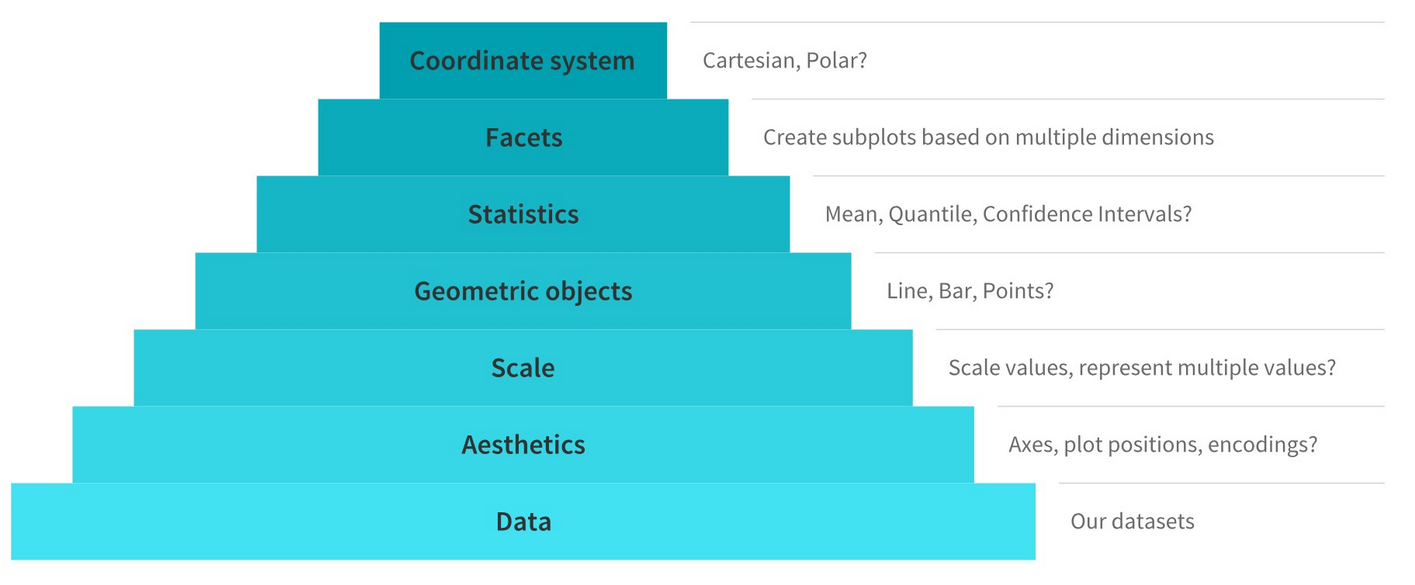 Coordinate system
Cartesian, Polar?
Facets
Create subplots based on multiple dimensions
Statistics
Mean, Quantile, Confidence Intervals?
Geometric objects
Line, Bar, Points?
Scale
Scale values, represent multiple values?
Aesthetics
Axes, plot positions, encodings?
Data
Our datasets